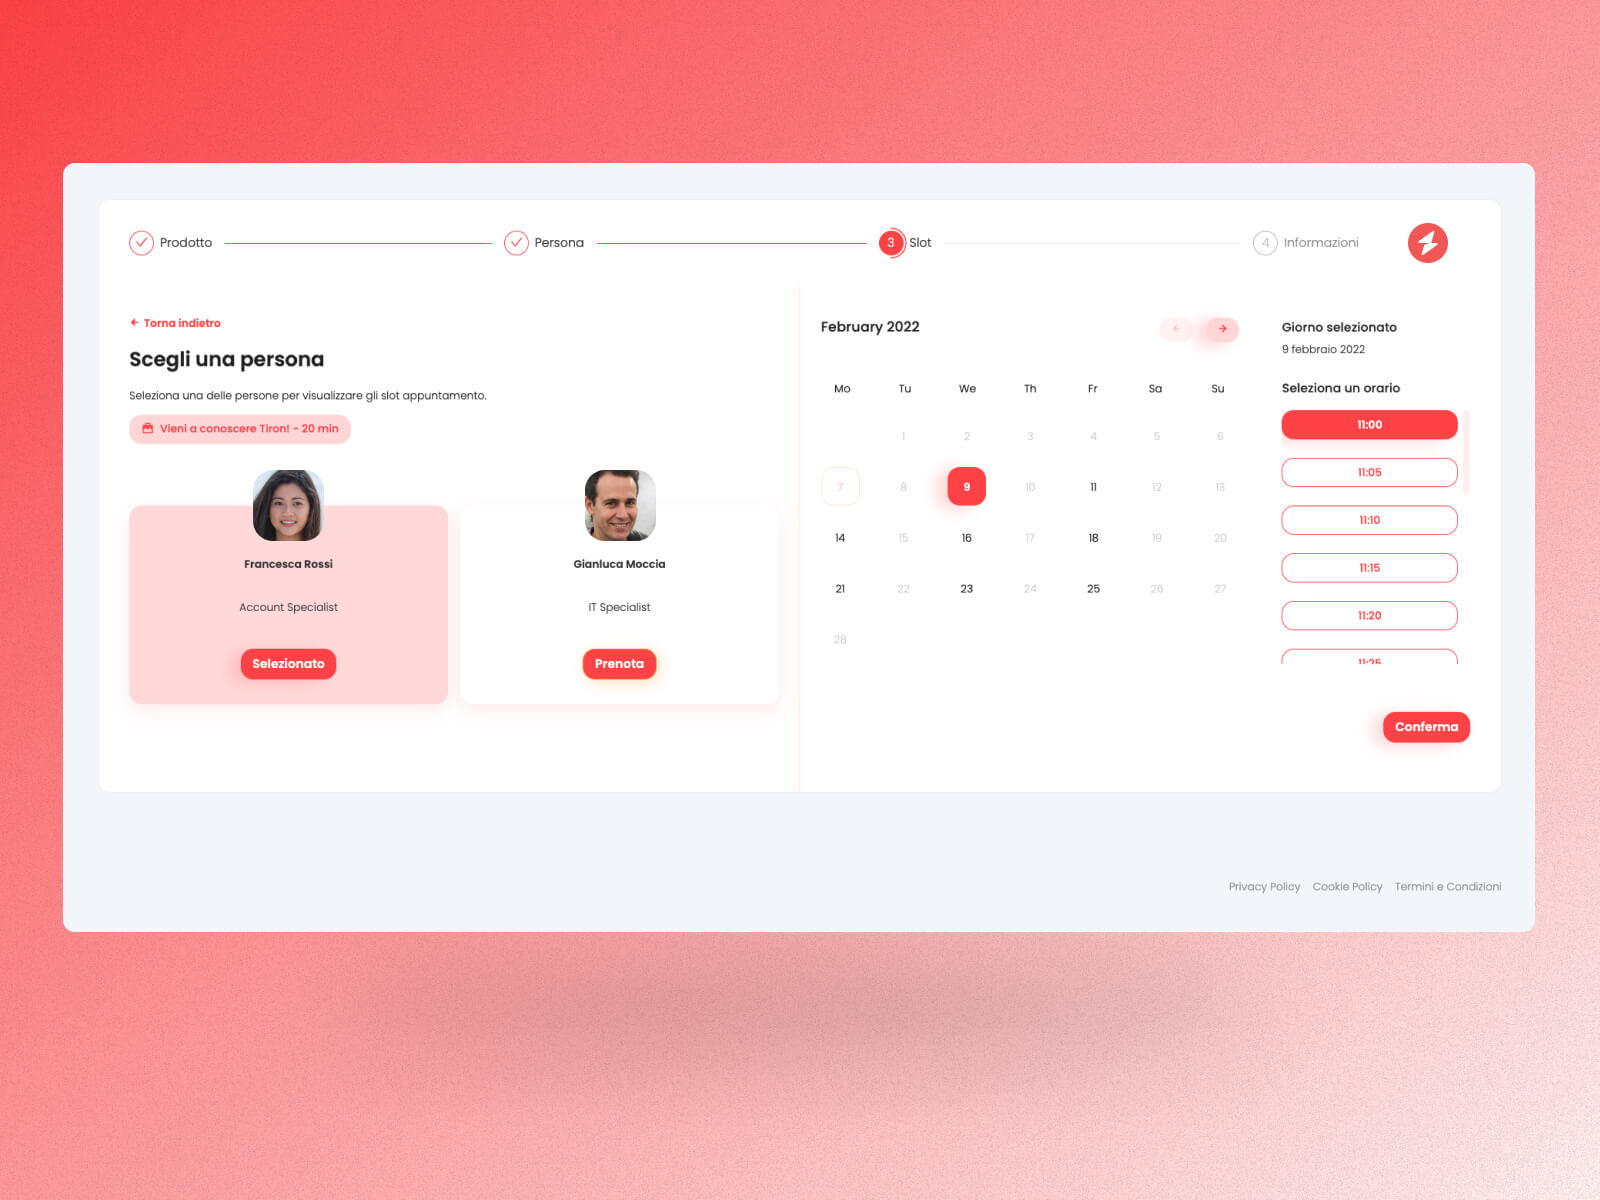 Prodotto
Persona
3 Slot
4 Informazioni
Torna indietro
Scegli una persona
Seleziona una delle persone per visualizzare gli slot appuntamento.
Vieni a conoscere Tiron! - 20 min
Francesca Rossi
Account Specialist
Selezionato
Gianluca Moccia
IT Specialist
Prenota
February 2022
Mo Tu We Th Fr Sa Su
1 2 3 4 5 6
7 8 9 10 11 12 13
14 15 16 17 18 19 20
21 22 23 24 25 26 27
28
Giorno selezionato
9 febbraio 2022
Seleziona un orario
11:00
11:05
11:10
11:15
11:20
11:25
Conferma
Privacy Policy Cookie Policy Termini e Condizioni